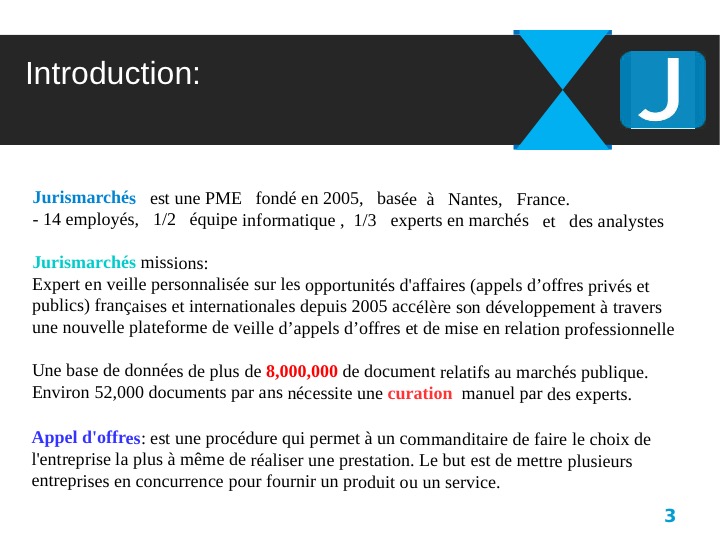 Introduction:
J
Jurismarchés est une PME fondé en 2005, basée à Nantes, France.
- 14 employés, 1/2 équipe informatique , 1/3 experts en marchés et des analystes
Jurismarchés missions:
Expert en veille personnalisée sur les opportunités d'affaires (appels d’offres privés et
publics) françaises et internationales depuis 2005 accélère son développement à travers
une nouvelle plateforme de veille d’appels d’offres et de mise en relation professionnelle
Une base de données de plus de 8,000,000 de document relatifs au marchés publique.
Environ 52,000 documents par ans nécessite une curation manuel par des experts.
Appel d'offres: est une procédure qui permet à un commanditaire de faire le choix de
l'entreprise la plus à même de réaliser une prestation. Le but est de mettre plusieurs
entreprises en concurrence pour fournir un produit ou un service.
3